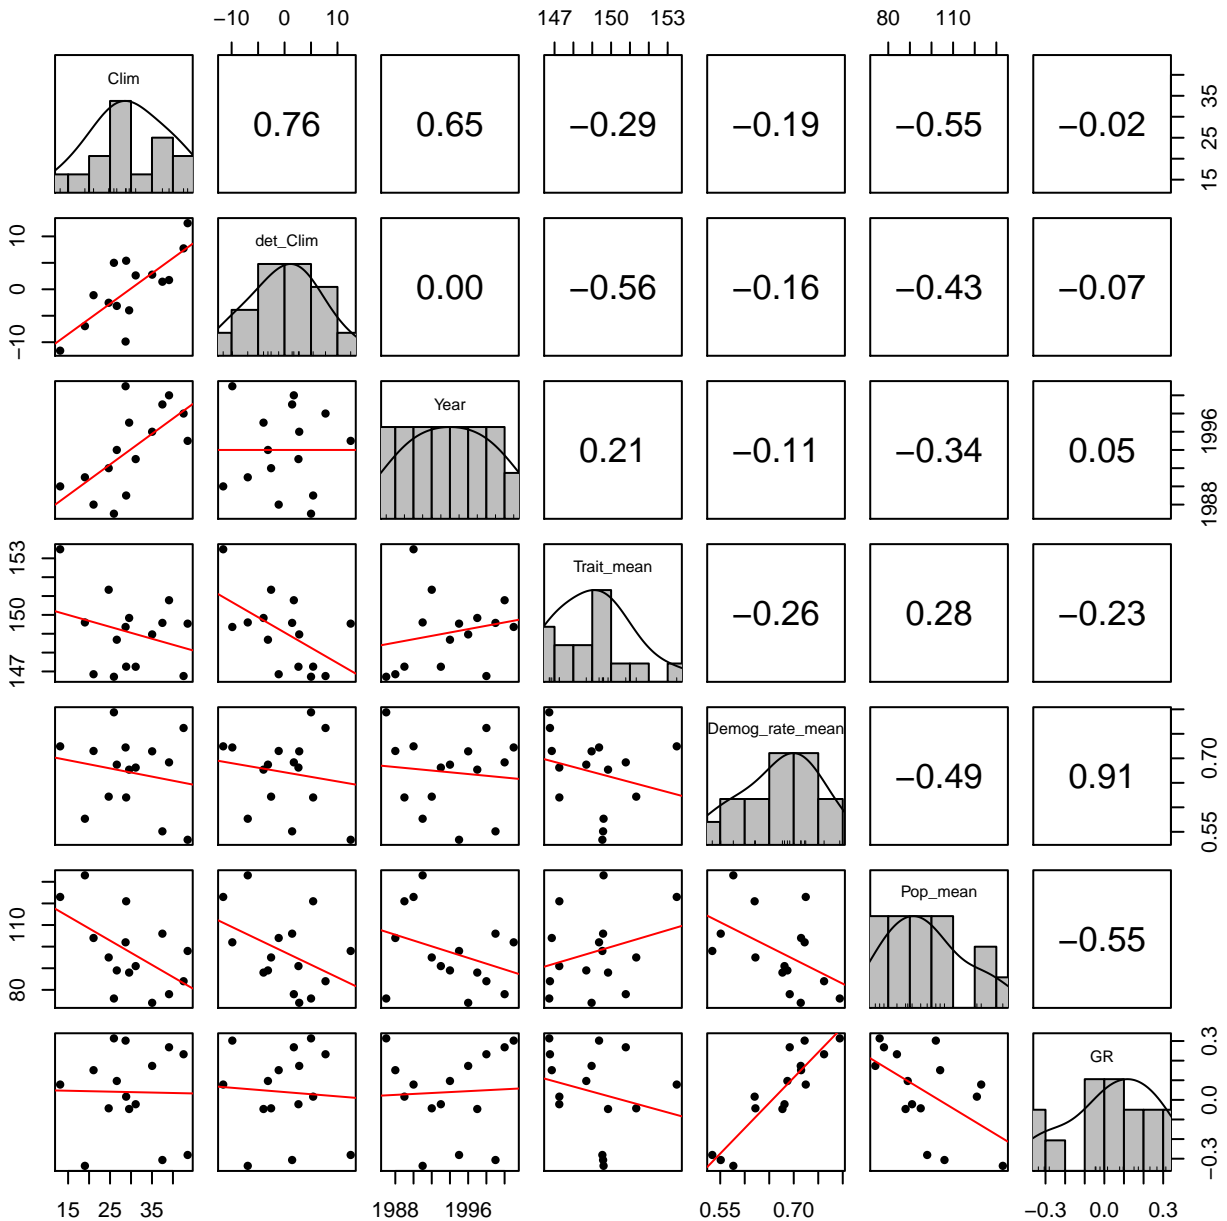 −10 0 10 147 150 153 80 110
Clim 0.76 0.65 −0.29 −0.19 −0.55 −0.02 15 25 35
−10 0 10 det_Clim 0.00 −0.56 −0.16 −0.43 −0.07
Year 0.21 −0.11 −0.34 0.05 1988 1996
147 150 153 Trait_mean −0.26 0.28 −0.23
Demog_rate_mean −0.49 0.91 0.55 0.70
80 110 Pop_mean −0.55
GR −0.3 0.0 0.3
15 25 35 1988 1996 0.55 0.70 −0.3 0.0 0.3